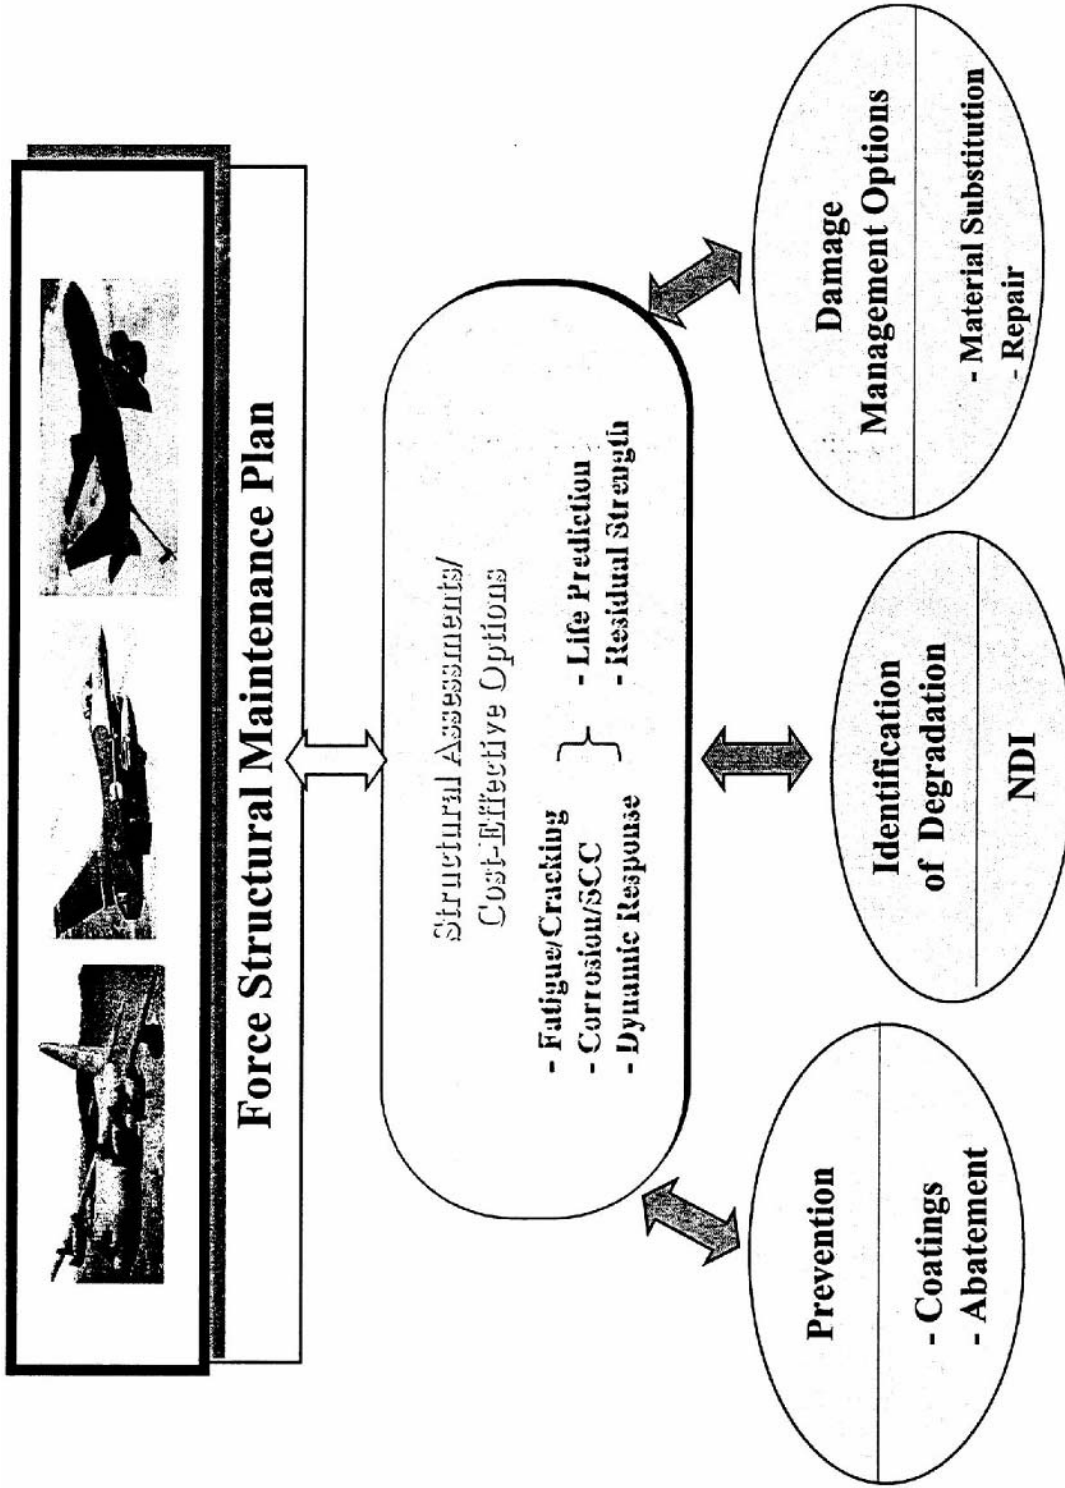 Force Structural Maintenance Plan
Structural Assessments/
Cost-Effective Options
- Fatigue/Cracking
- Corrosion/SCC
- Dynamic Response
- Life Prediction
- Residual Strength
Prevention
- Coatings
- Abatement
Identification
of Degradation
NDI
Damage
Management Options
- Material Substitution
- Repair